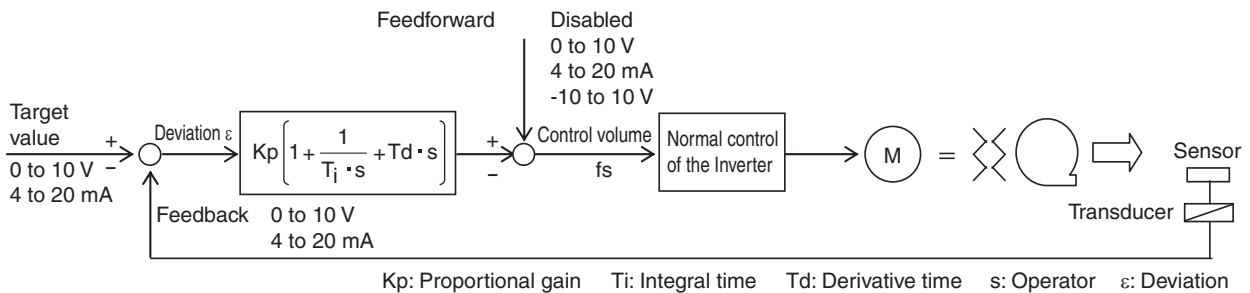 Feedforward
Disabled
0 to 10 V
4 to 20 mA
-10 to 10 V
Target
value
+
−
0 to 10 V
4 to 20 mA
Deviation ε
Kp[1+ 1/(Ti · s) +Td · s]
+
−
Control volume
fs
Normal control
of the Inverter
M
=
Sensor
Transducer
Feedback 0 to 10 V
4 to 20 mA
Kp: Proportional gain Ti: Integral time Td: Derivative time s: Operator ε: Deviation